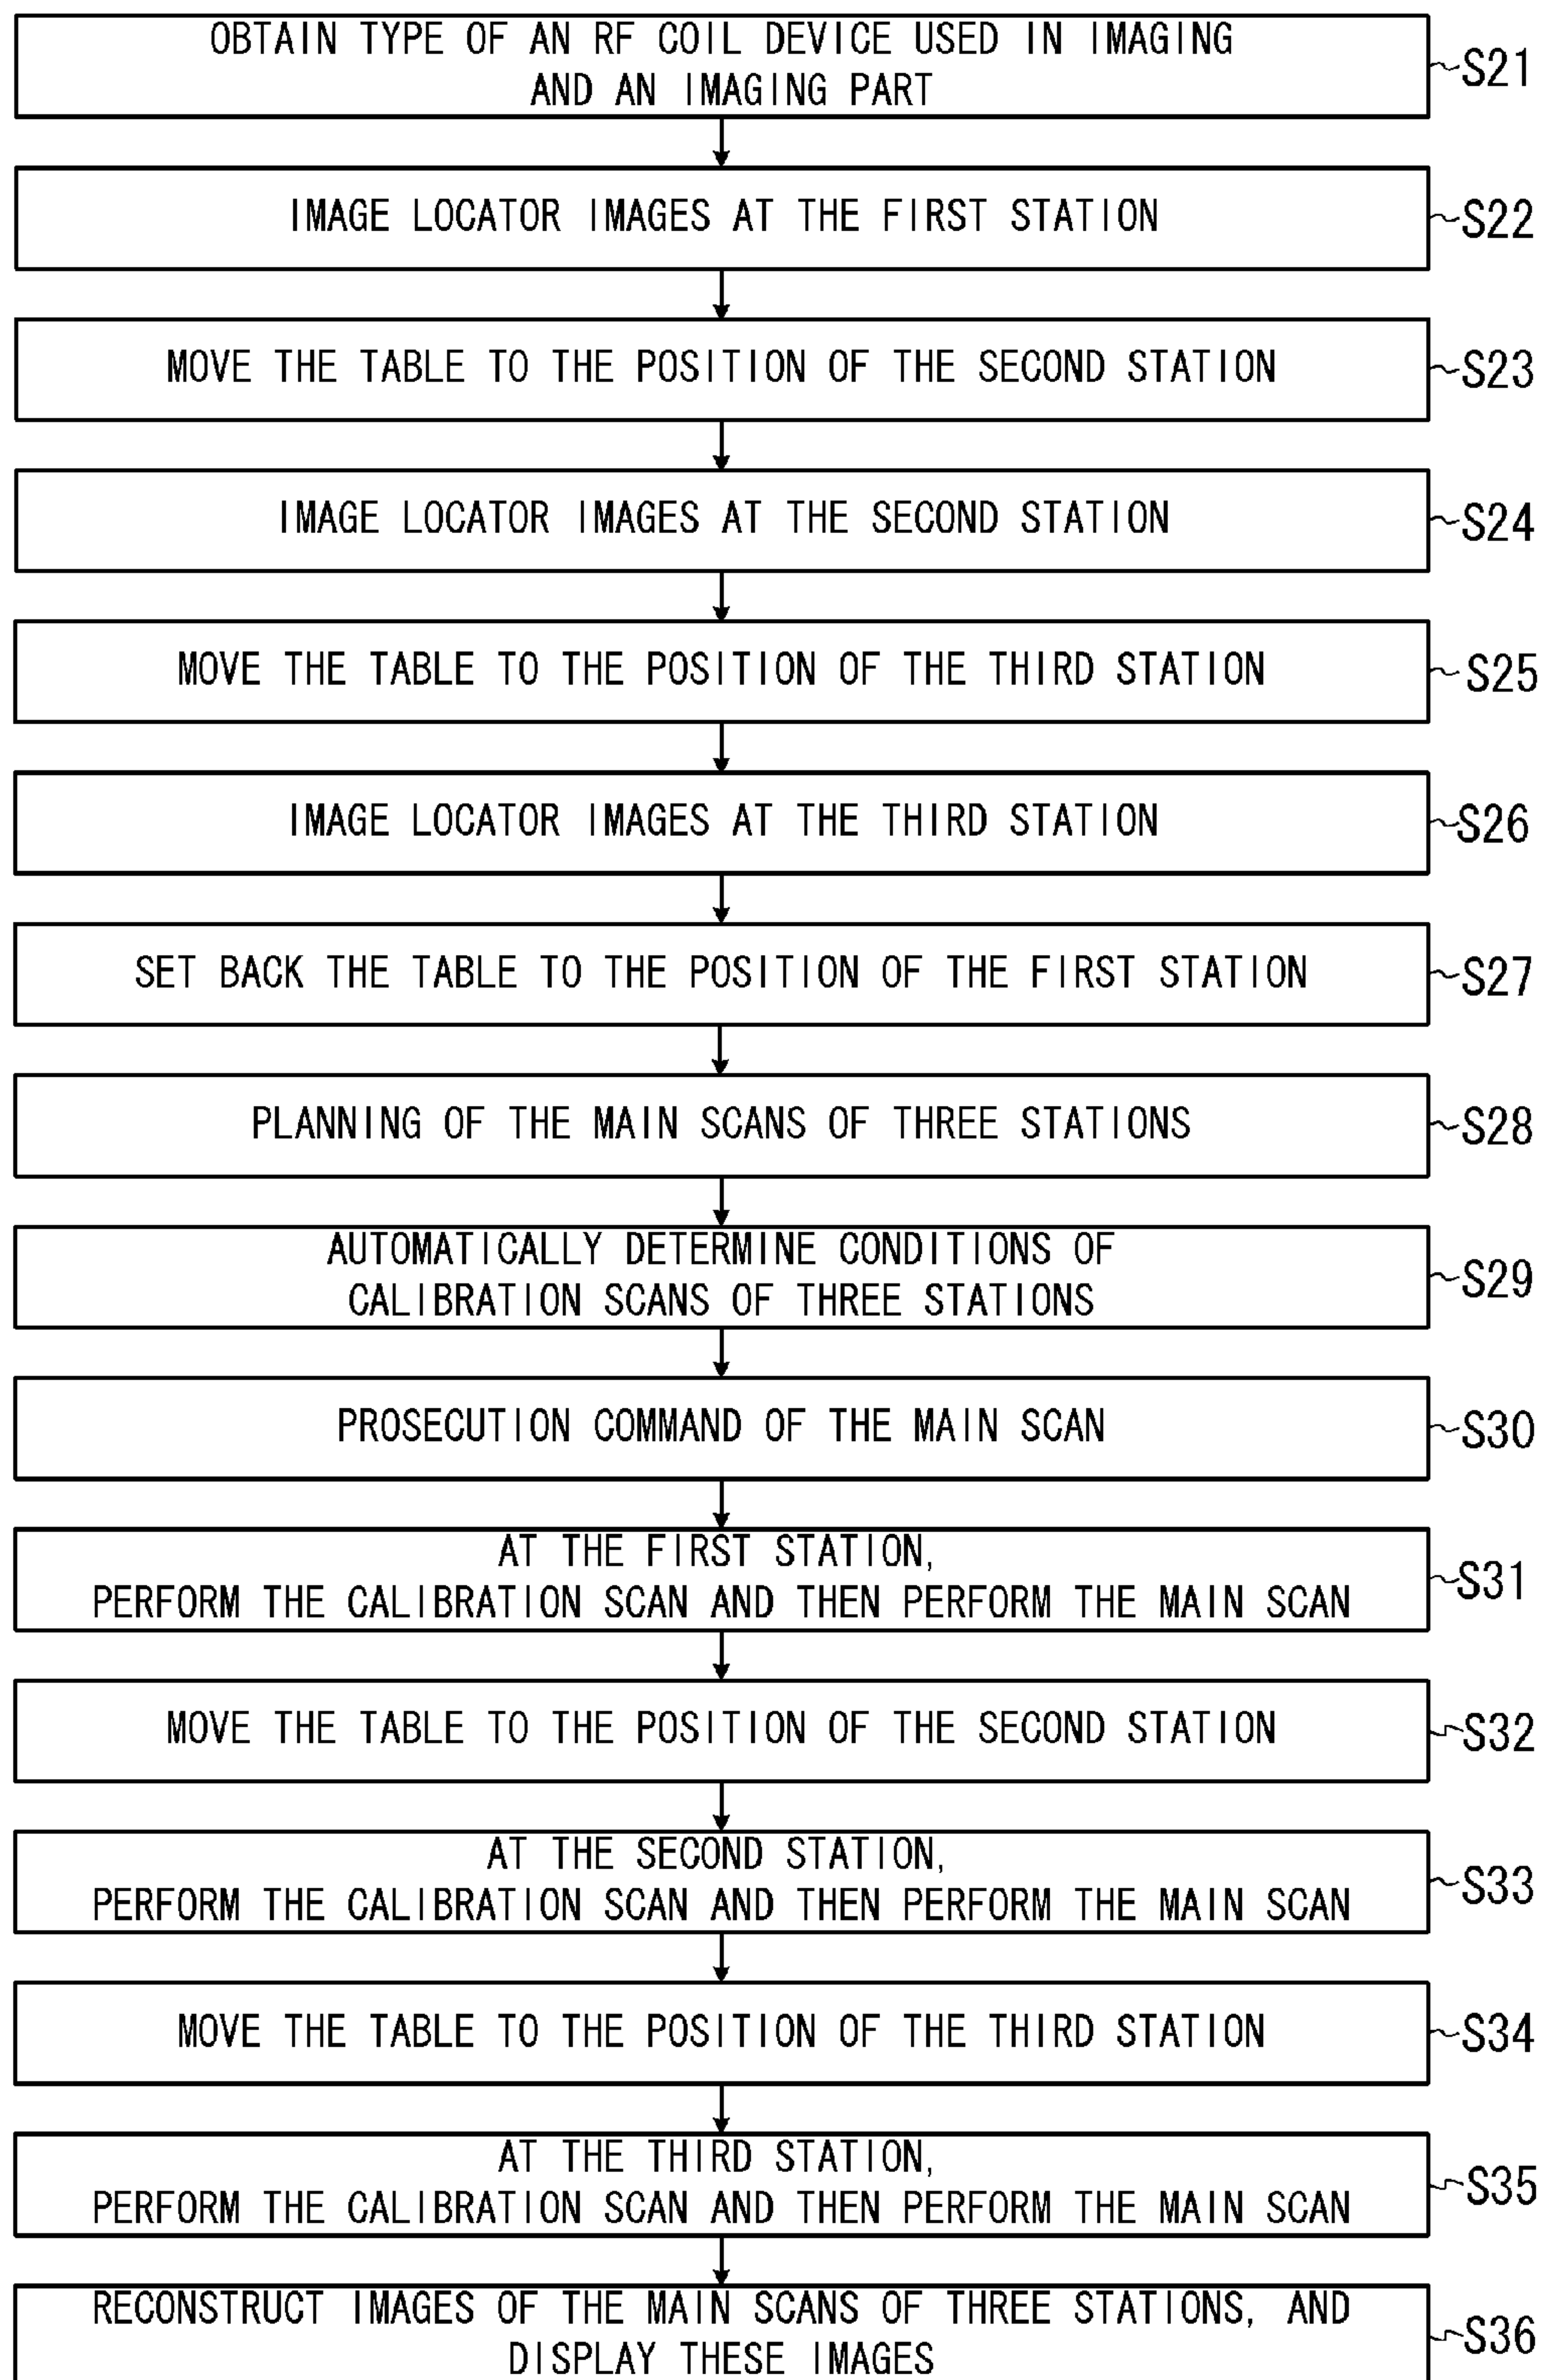 OBTAIN TYPE OF AN RF COIL DEVICE USED IN IMAGING
AND AN IMAGING PART
S21
IMAGE LOCATOR IMAGES AT THE FIRST STATION
S22
MOVE THE TABLE TO THE POSITION OF THE SECOND STATION
S23
IMAGE LOCATOR IMAGES AT THE SECOND STATION
S24
MOVE THE TABLE TO THE POSITION OF THE THIRD STATION
S25
IMAGE LOCATOR IMAGES AT THE THIRD STATION
S26
SET BACK THE TABLE TO THE POSITION OF THE FIRST STATION
S27
PLANNING OF THE MAIN SCANS OF THREE STATIONS
S28
AUTOMATICALLY DETERMINE CONDITIONS OF
CALIBRATION SCANS OF THREE STATIONS
S29
PROSECUTION COMMAND OF THE MAIN SCAN
S30
AT THE FIRST STATION,
PERFORM THE CALIBRATION SCAN AND THEN PERFORM THE MAIN SCAN
S31
MOVE THE TABLE TO THE POSITION OF THE SECOND STATION
S32
AT THE SECOND STATION,
PERFORM THE CALIBRATION SCAN AND THEN PERFORM THE MAIN SCAN
S33
MOVE THE TABLE TO THE POSITION OF THE THIRD STATION
S34
AT THE THIRD STATION,
PERFORM THE CALIBRATION SCAN AND THEN PERFORM THE MAIN SCAN
S35
RECONSTRUCT IMAGES OF THE MAIN SCANS OF THREE STATIONS, AND
DISPLAY THESE IMAGES
S36